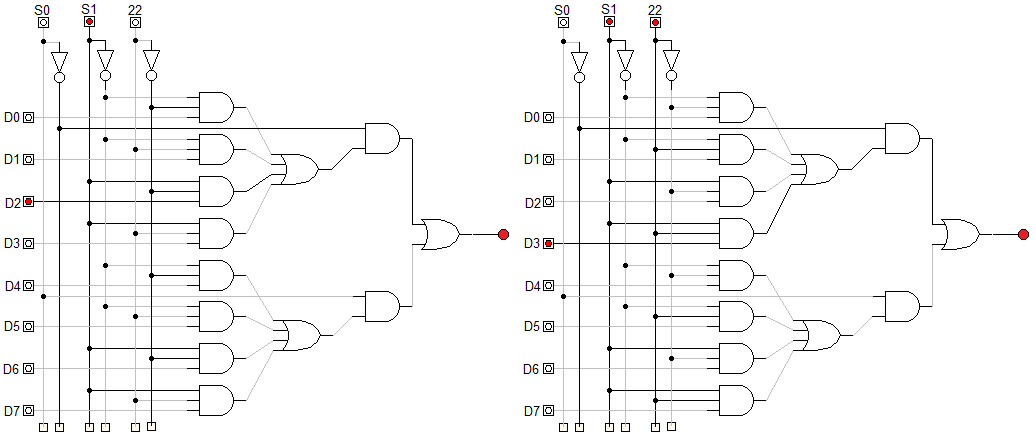 S0 S1 22 S0 S1 22
D0 D0
D1 D1
D2 D2
D3 D3
D4 D4
D5 D5
D6 D6
D7 D7